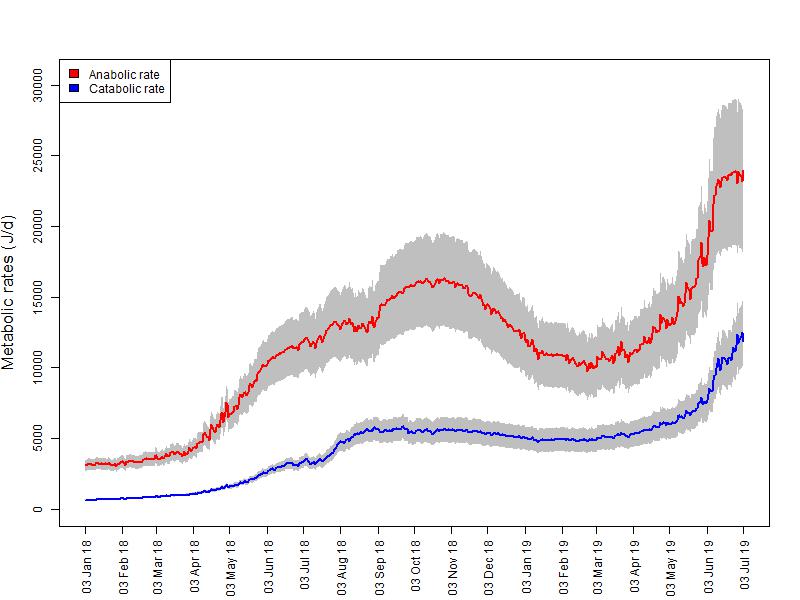 Anabolic rate
Catabolic rate
Metabolic rates (J/d)
30000
25000
20000
15000
10000
5000
0
03 Jan 18
03 Feb 18
03 Mar 18
03 Apr 18
03 May 18
03 Jun 18
03 Jul 18
03 Aug 18
03 Sep 18
03 Oct 18
03 Nov 18
03 Dec 18
03 Jan 19
03 Feb 19
03 Mar 19
03 Apr 19
03 May 19
03 Jun 19
03 Jul 19